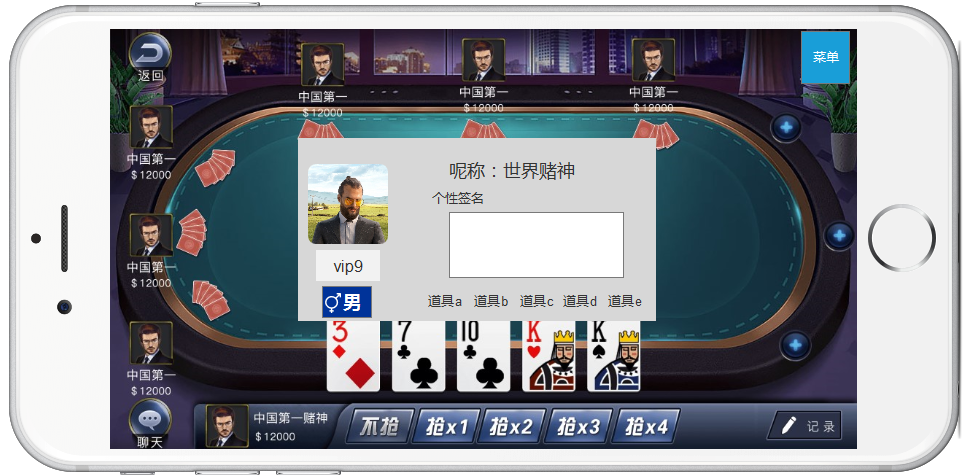 返回
菜单
中国第一
$12000
中国第一
$12000
中国第一
$12000
中国第一
$12000
中国第一
$12000
中国第一
$12000
呢称：世界赌神
个性签名
vip9
男
道具a 道具b 道具c 道具d 道具e
3 7 10 K K
聊天
中国第一赌神
$12000
不抢 抢x1 抢x2 抢x3 抢x4
记录